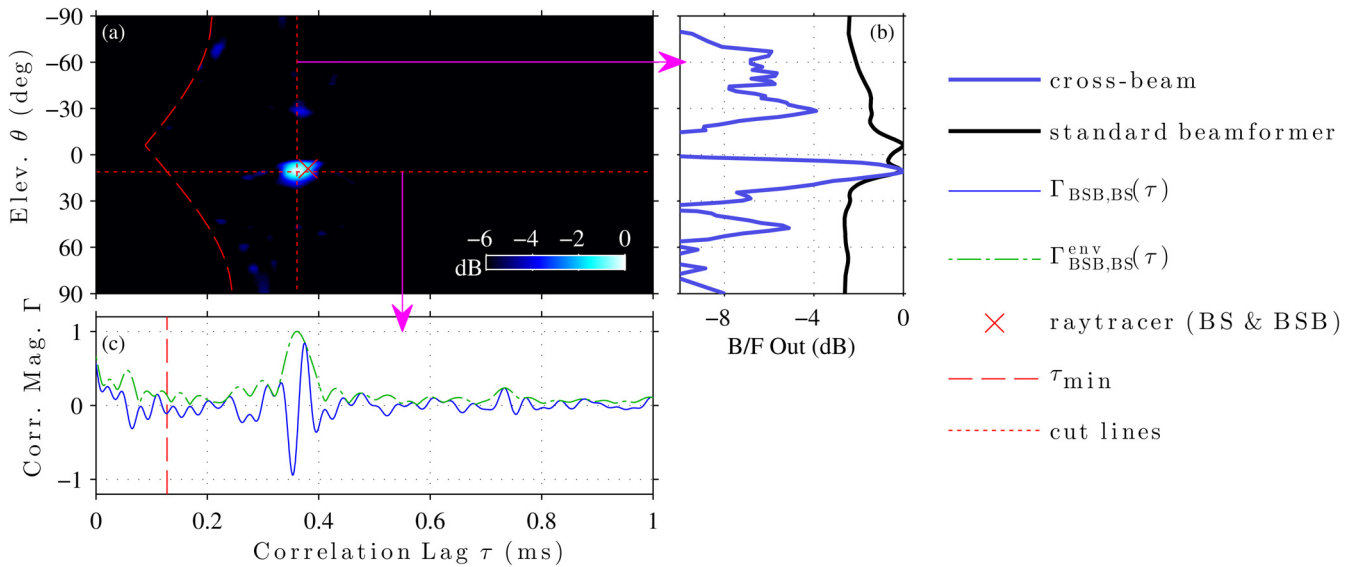 Elev. θ ((deg)
−90
−60
−30
0
30
60
90
(a)
−6 −4 −2 0
dB
(b)
−8 −4 0
B/F Out (dB)
Corr. Mag. Γ
1
0
−1
(c)
0 0.2 0.4 0.6 0.8 1
Correlation Lag τ (ms)
cross-beam
standard beamformer
Γ_BSB,BS(τ)
Γ^env_BSB,BS(τ)
raytracer (BS & BSB)
τ_min
cut lines